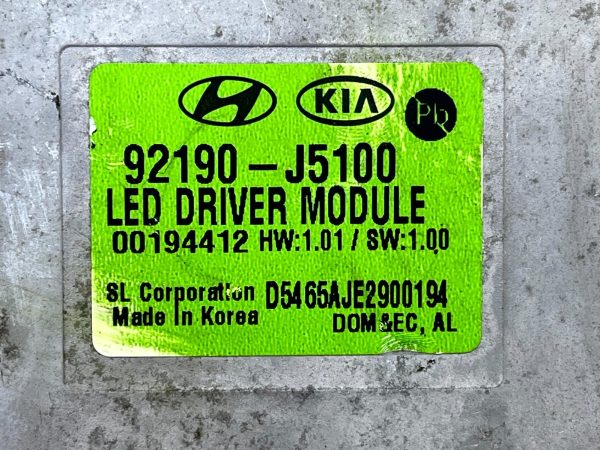 KIA Pb
92190-J5100
LED DRIVER MODULE
00194412 HW:1.01 / SW:1.00
SL Corporation D5465AJE2900194
Made In Korea DOM&EC, AL